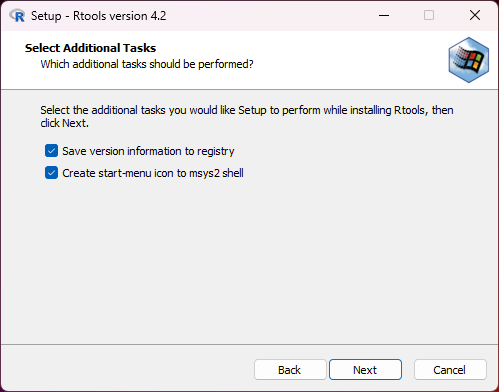 Setup - Rtools version 4.2
Select Additional Tasks
Which additional tasks should be performed?
Select the additional tasks you would like Setup to perform while installing Rtools, then
click Next.
Save version information to registry
Create start-menu icon to msys2 shell
Back
Next
Cancel